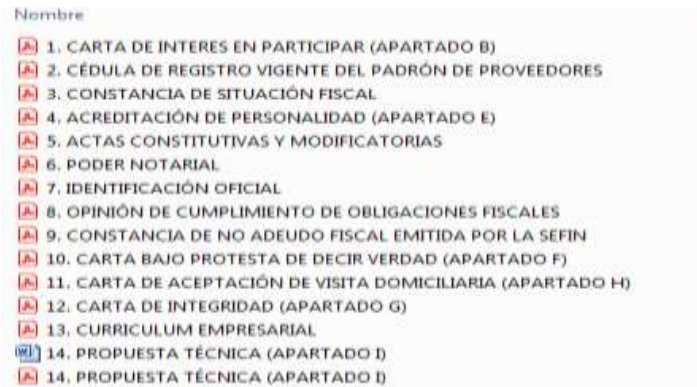 Nombre
1. CARTA DE INTERES EN PARTICIPAR (APARTADO B)
2. CÉDULA DE REGISTRO VIGENTE DEL PADRÓN DE PROVEEDORES
3. CONSTANCIA DE SITUACIÓN FISCAL
4. ACREDITACIÓN DE PERSONALIDAD (APARTADO E)
5. ACTAS CONSTITUTIVAS Y MODIFICATORIAS
6. PODER NOTARIAL
7. IDENTIFICACIÓN OFICIAL
8. OPINIÓN DE CUMPLIMIENTO DE OBLIGACIONES FISCALES
9. CONSTANCIA DE NO ADEUDO FISCAL EMITIDA POR LA SEFIN
10. CARTA BAJO PROTESTA DE DECIR VERDAD (APARTADO F)
11. CARTA DE ACEPTACIÓN DE VISITA DOMICILIARIA (APARTADO H)
12. CARTA DE INTEGRIDAD (APARTADO G)
13. CURRICULUM EMPRESARIAL
14. PROPUESTA TÉCNICA (APARTADO I)
14. PROPUESTA TÉCNICA (APARTADO I)